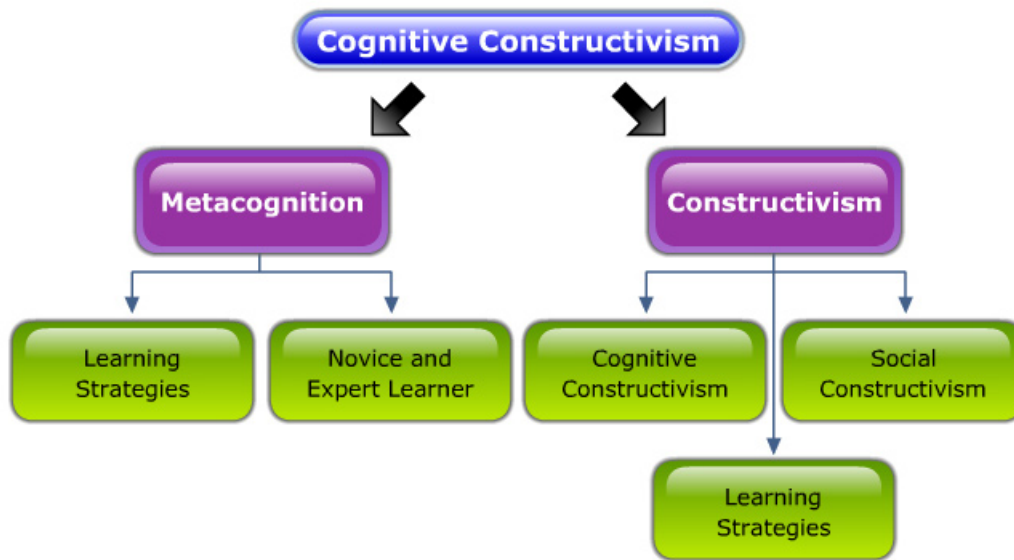 Cognitive Constructivism
Metacognition
Constructivism
Learning
Strategies
Novice and
Expert Learner
Cognitive
Constructivism
Social
Constructivism
Learning
Strategies